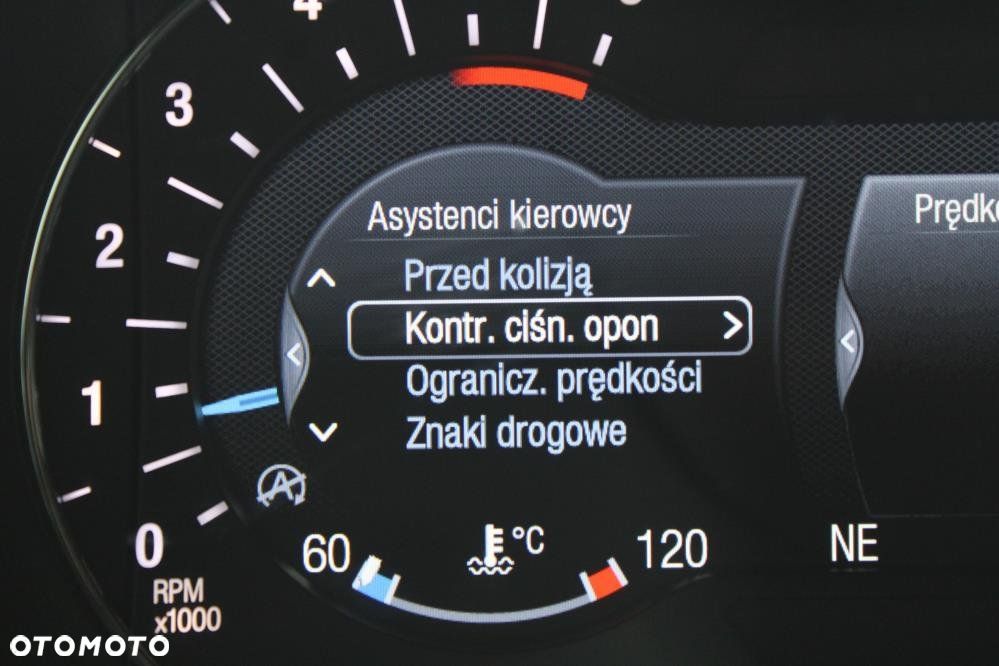 4
3
2
1
0
RPM
x1000
Asystenci kierowcy
Przed kolizją
Kontr. ciśn. opon
Ogranicz. prędkości
Znaki drogowe
A
60
°C
120
NE
OTOMOTO